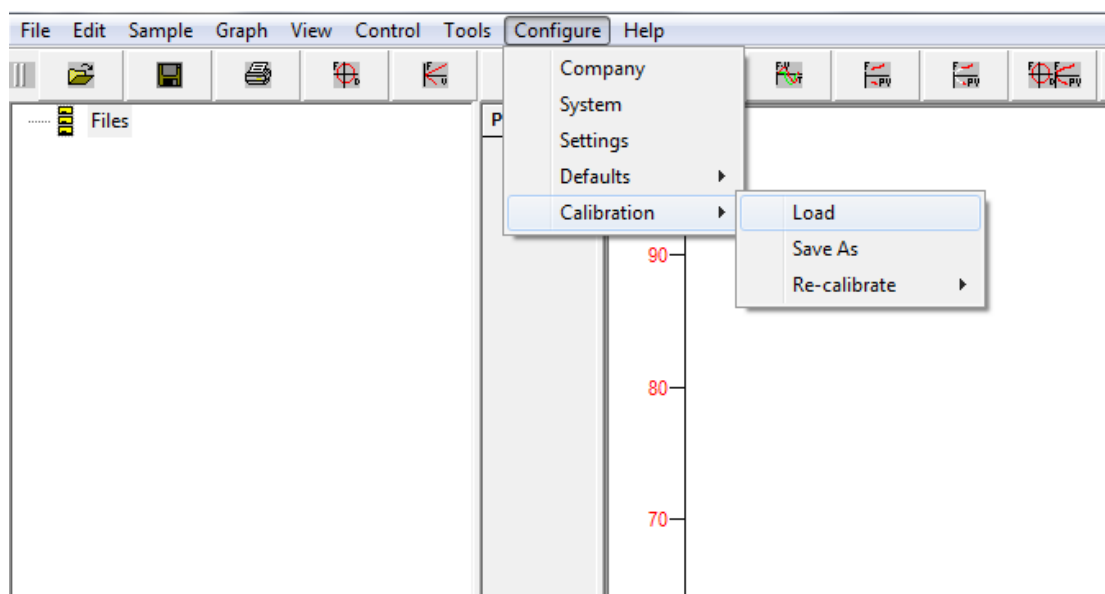 File Edit Sample Graph View Control Tools Configure Help
Files
P
Company
System
Settings
Defaults
Calibration
Load
Save As
Re-calibrate
90
80
70